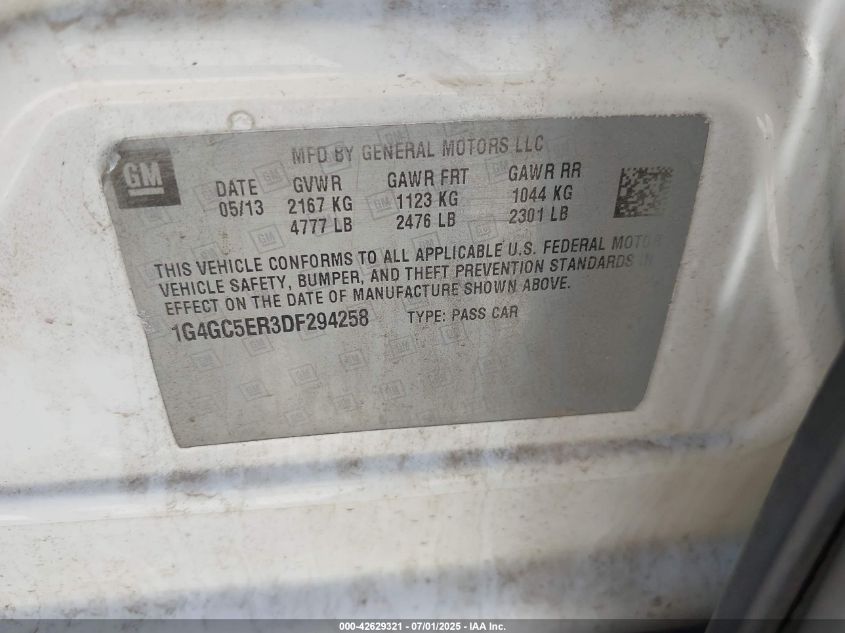 GM
MFD BY GENERAL MOTORS LLC
DATE GVWR GAWR FRT GAWR RR
05/13 2167 KG 1123 KG 1044 KG
4777 LB 2476 LB 2301 LB
THIS VEHICLE CONFORMS TO ALL APPLICABLE U.S. FEDERAL MOTOR
VEHICLE SAFETY, BUMPER, AND THEFT PREVENTION STANDARDS IN
EFFECT ON THE DATE OF MANUFACTURE SHOWN ABOVE.
1G4GC5ER3DF294258 TYPE: PASS CAR
000-42629321 - 07/01/2025 - IAA Inc.